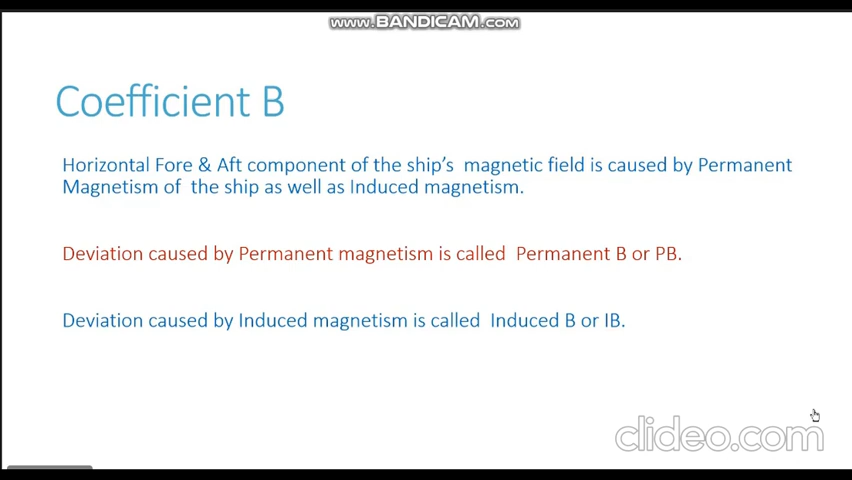 www.BANDICAM.com
Coefficient B
Horizontal Fore & Aft component of the ship's magnetic field is caused by Permanent
Magnetism of the ship as well as Induced magnetism.
Deviation caused by Permanent magnetism is called Permanent B or PB.
Deviation caused by Induced magnetism is called Induced B or IB.
clideo.com